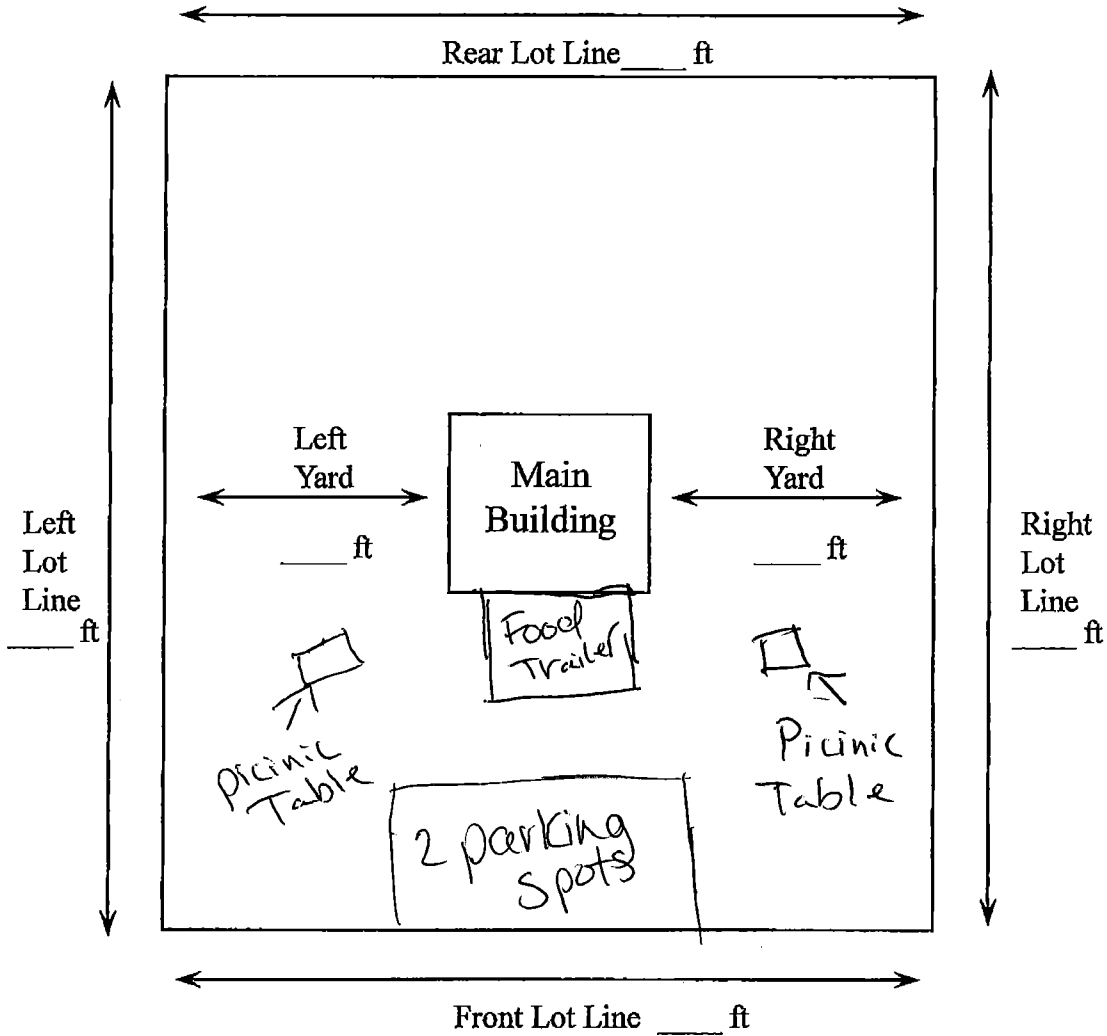 Rear Lot Line____ ft
Left
Yard
____ ft
Main
Building
Right
Yard
____ ft
Left
Lot
Line
____ ft
Right
Lot
Line
____ ft
Food
Trailer
picinic
Table
Picinic
Table
2 parking
spots
Front Lot Line ____ ft